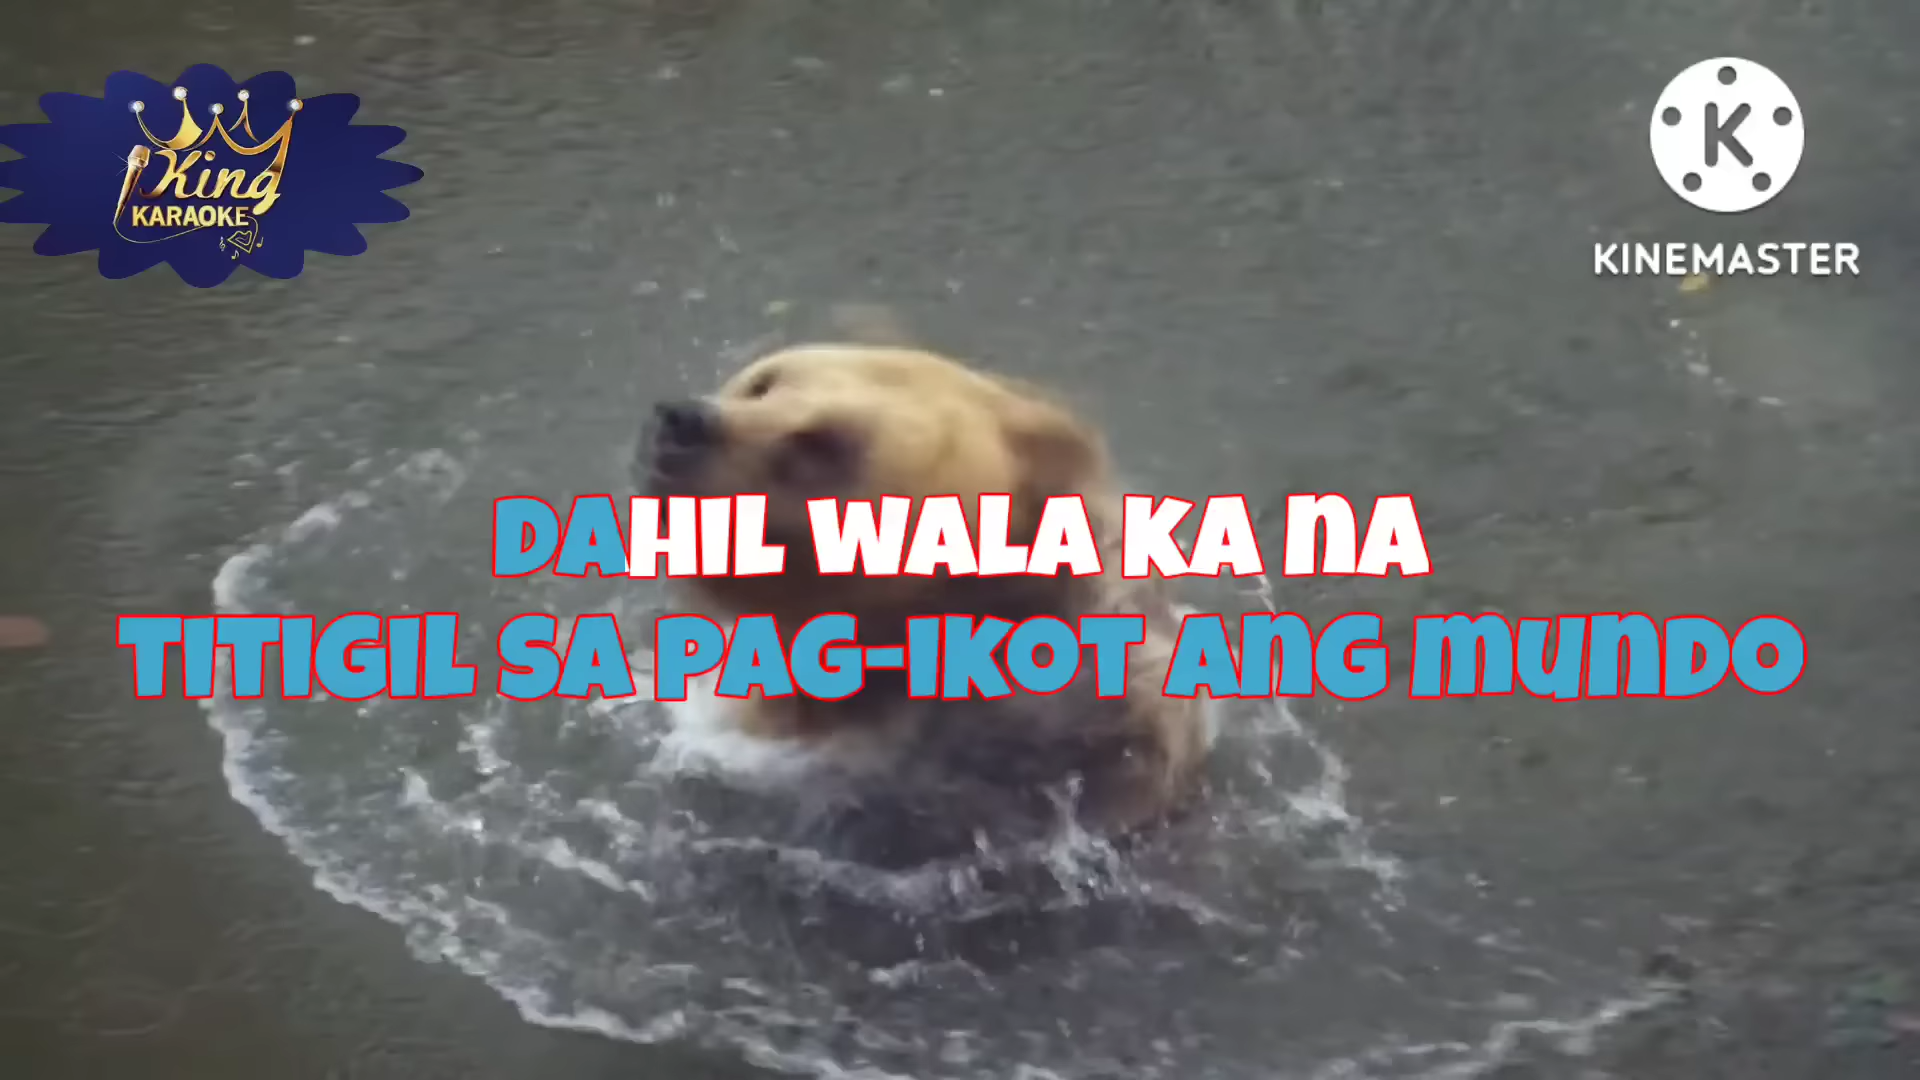 King
KARAOKE
K
KINEMASTER
DAHIL WALA KA NA
TITIGIL SA PAG-IKOT ANG MUNDO